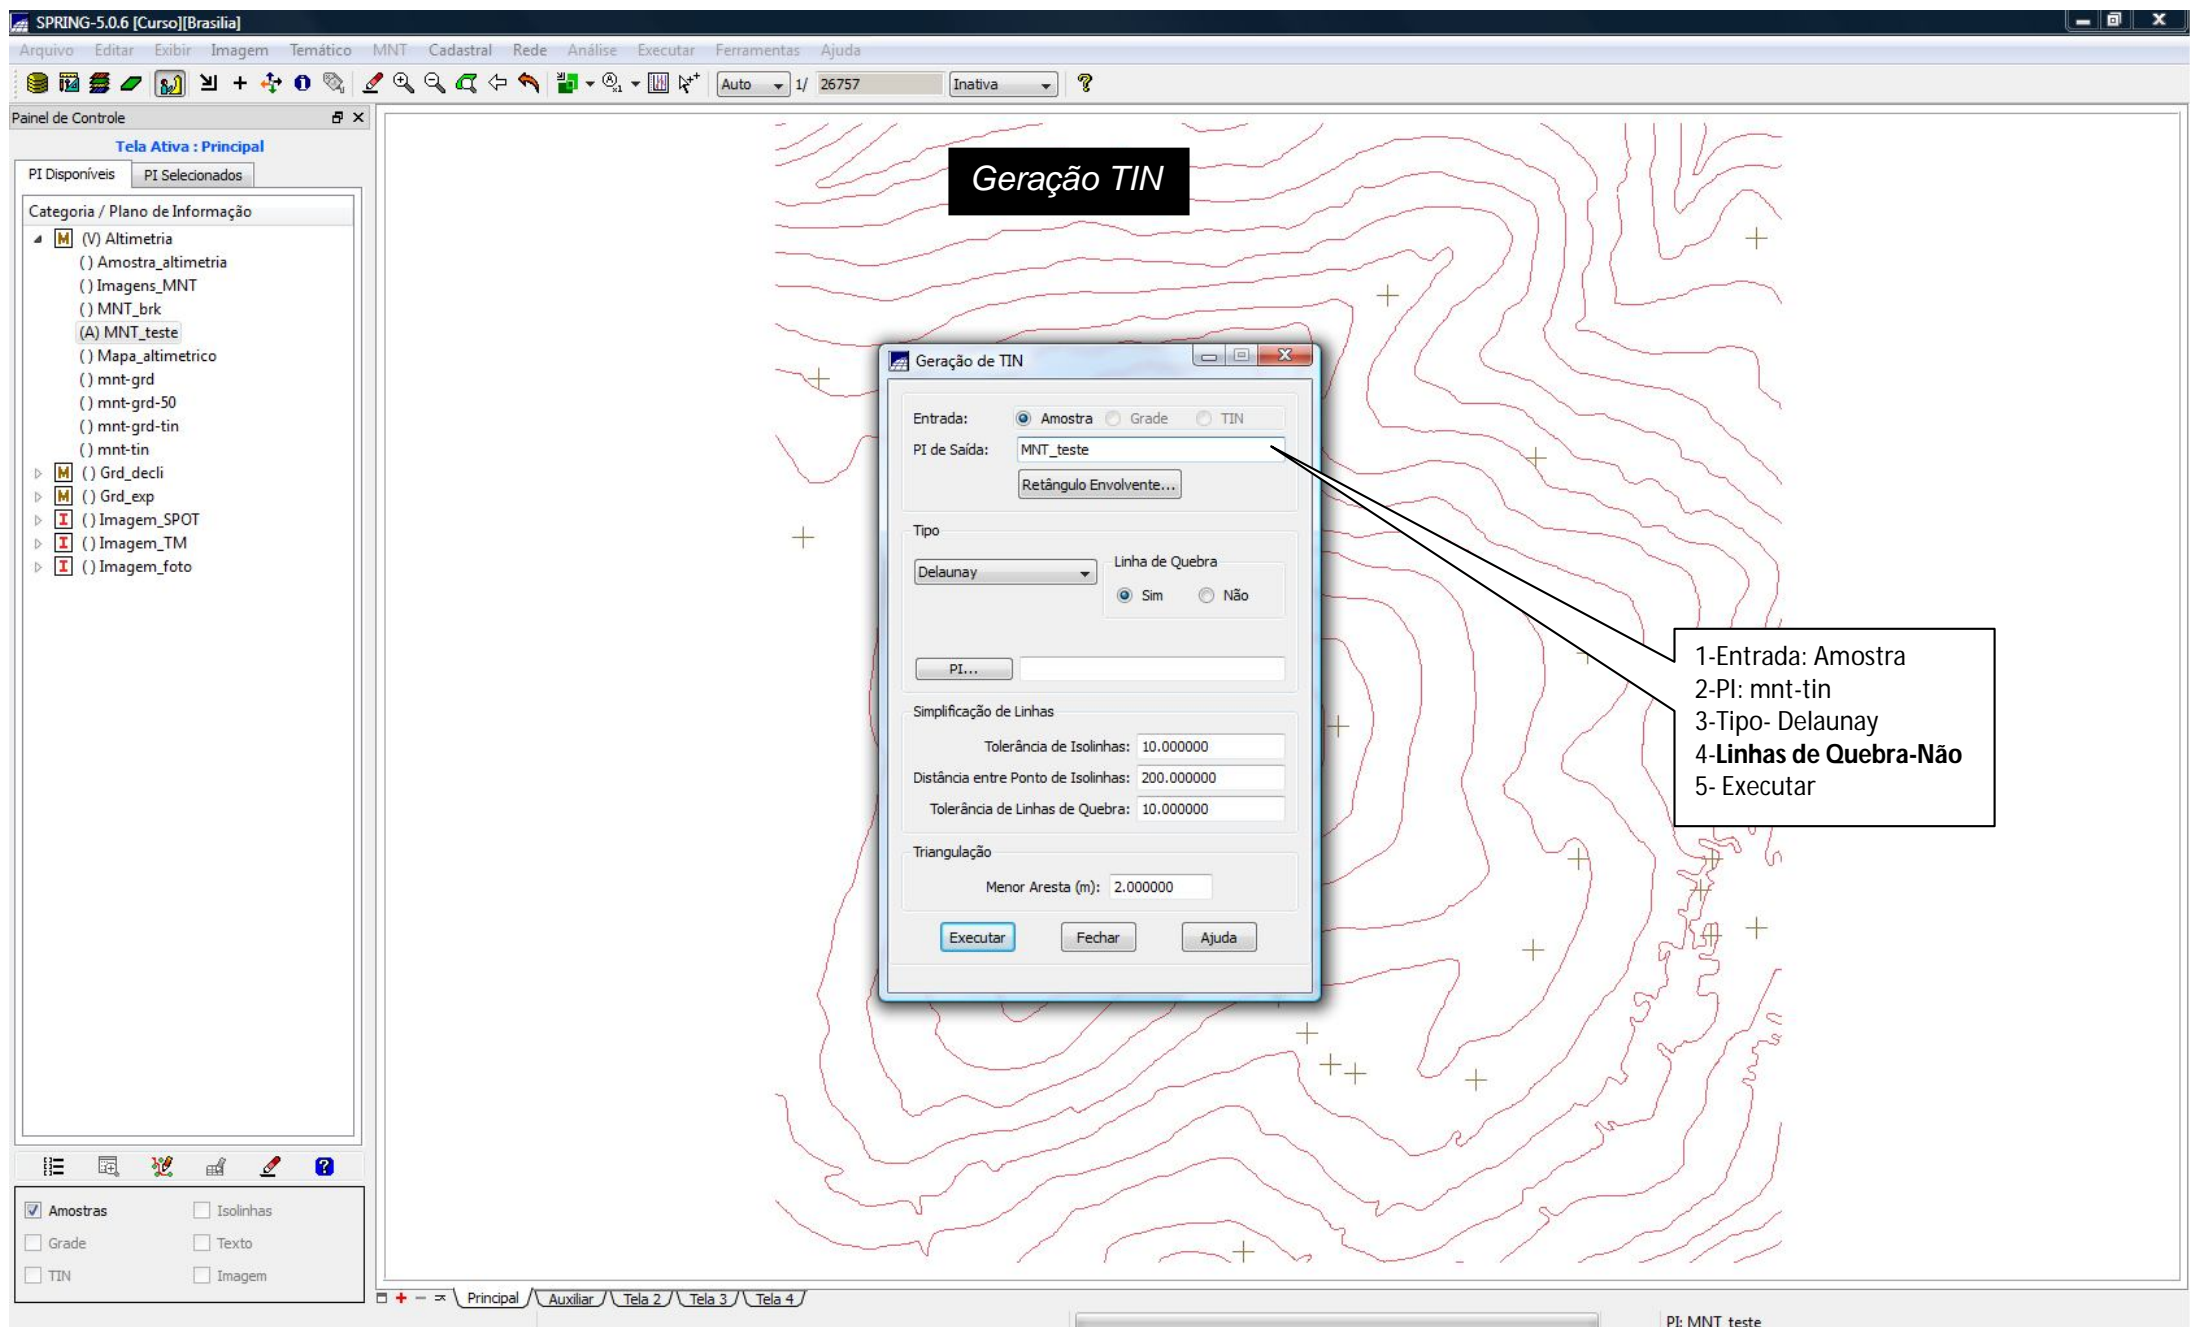 SPRING-5.0.6 [Curso][Brasilia]
Arquivo Editar Exibir Imagem Temático MNT Cadastral Rede Análise Executar Ferramentas Ajuda
Auto 1/ 26757 Inativa
Painel de Controle
Tela Ativa : Principal
PI Disponíveis PI Selecionados
Categoria / Plano de Informação
(V) Altimetria
( ) Amostra_altimetria
( ) Imagens_MNT
( ) MNT_brk
(A) MNT_teste
( ) Mapa_altimetrico
( ) mnt-grd
( ) mnt-grd-50
( ) mnt-grd-tin
( ) mnt-tin
M ( ) Grd_decli
M ( ) Grd_exp
I ( ) Imagem_SPOT
I ( ) Imagem_TM
I ( ) Imagem_foto
Amostras Isolinhas
Grade Texto
TIN Imagem
Geração TIN
Geração de TIN
Entrada: Amostra Grade TIN
PI de Saída: MNT_teste
Retângulo Envolvente...
Tipo
Delaunay
Linha de Quebra
Sim Não
PI...
Simplificação de Linhas
Tolerância de Isolinhas: 10.000000
Distância entre Ponto de Isolinhas: 200.000000
Tolerância de Linhas de Quebra: 10.000000
Triangulação
Menor Aresta (m): 2.000000
Executar Fechar Ajuda
1-Entrada: Amostra
2-PI: mnt-tin
3-Tipo- Delaunay
4-Linhas de Quebra-Não
5- Executar
Principal Auxiliar Tela 2 Tela 3 Tela 4
PI: MNT_teste